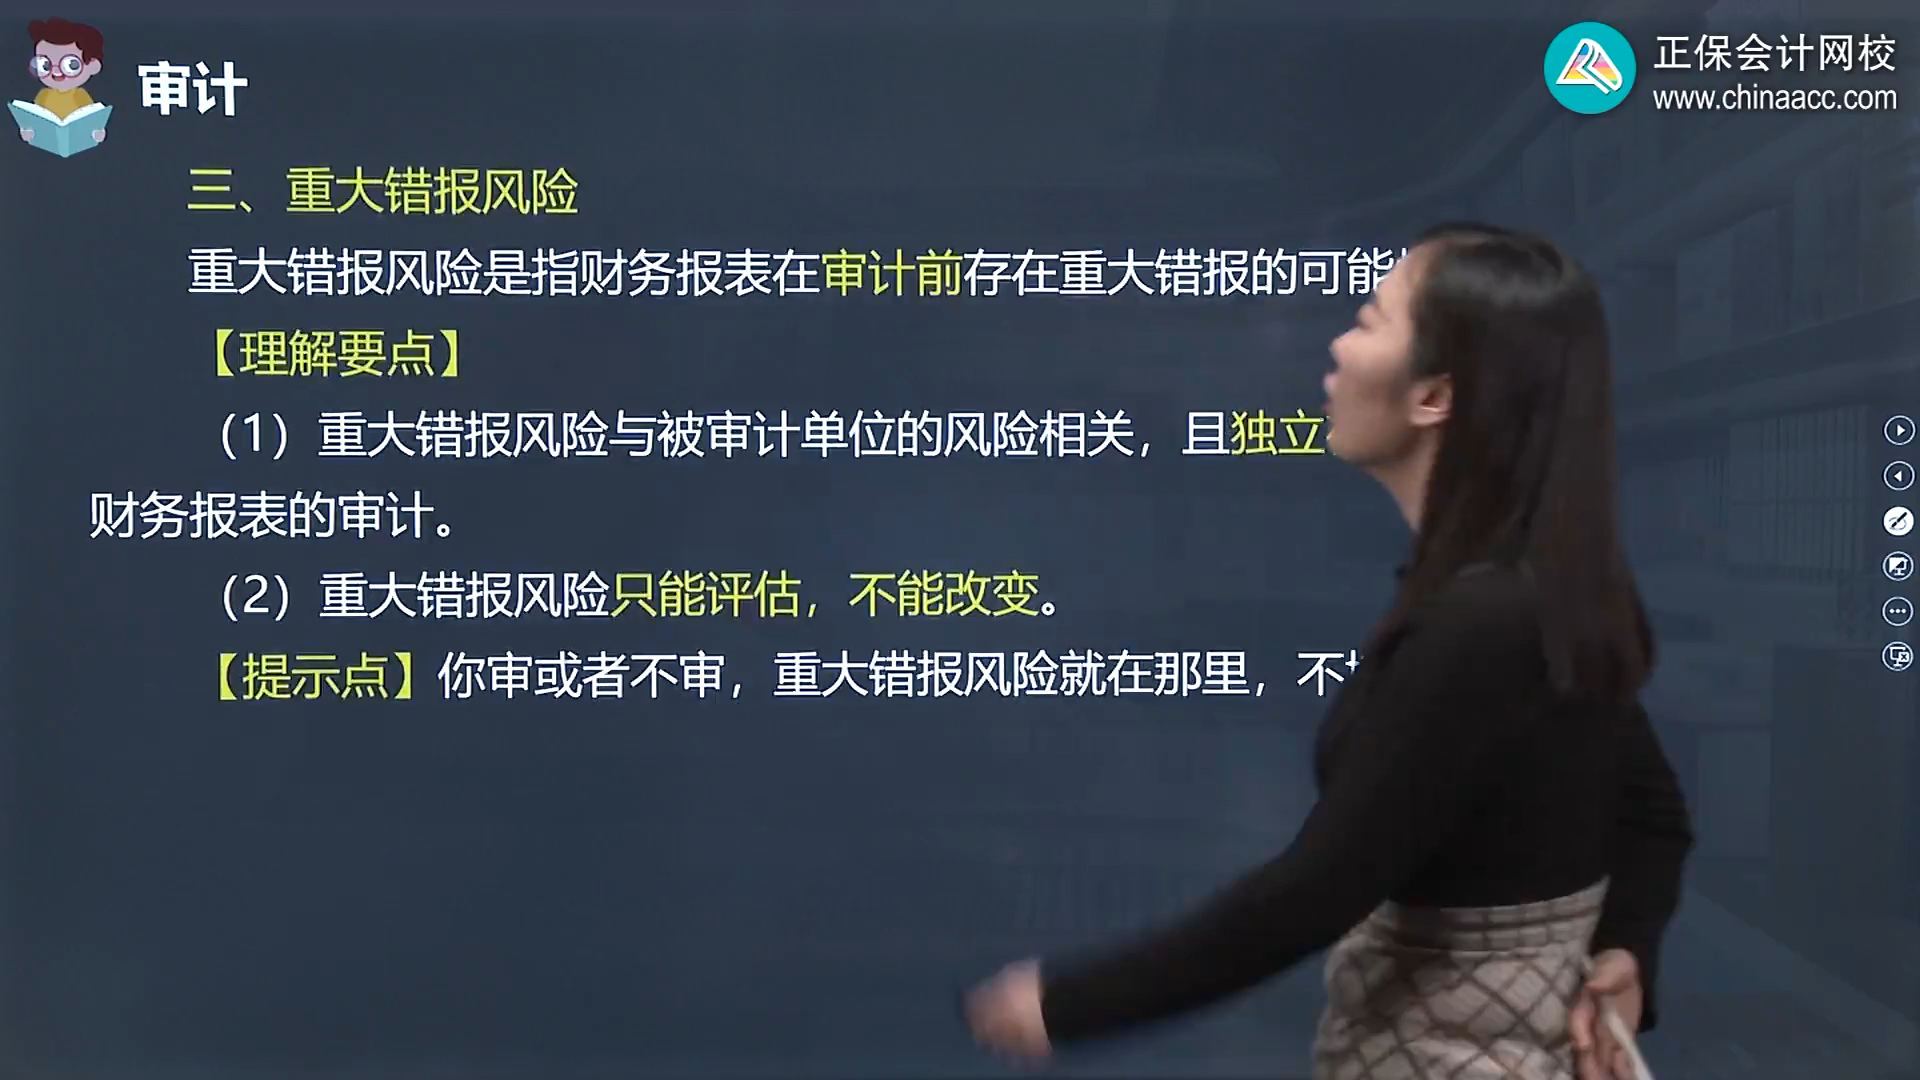 审计
正保会计网校
www.chinaacc.com
三、重大错报风险
重大错报风险是指财务报表在审计前存在重大错报的可能
【理解要点】
（1）重大错报风险与被审计单位的风险相关，且独立
财务报表的审计。
（2）重大错报风险只能评估，不能改变。
【提示点】你审或者不审，重大错报风险就在那里，不